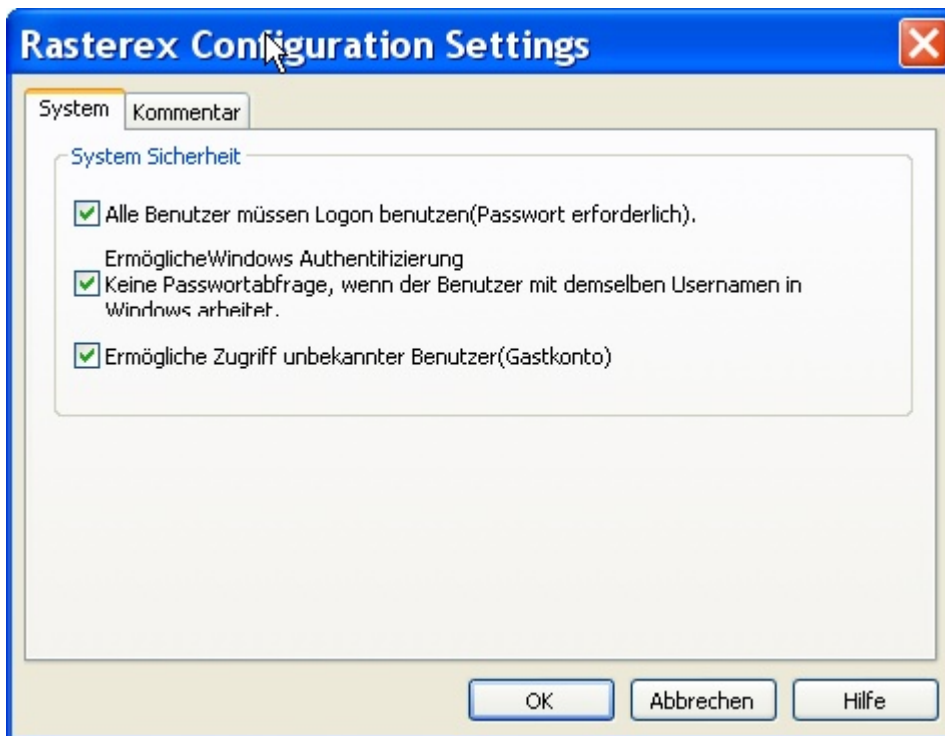 Rasterex Configuration Settings
System
Kommentar
System Sicherheit
Alle Benutzer müssen Logon benutzen(Passwort erforderlich).
ErmöglicheWindows Authentifizierung
Keine Passwortabfrage, wenn der Benutzer mit demselben Usernamen in
Windows arbeitet.
Ermögliche Zugriff unbekannter Benutzer(Gastkonto)
OK
Abbrechen
Hilfe